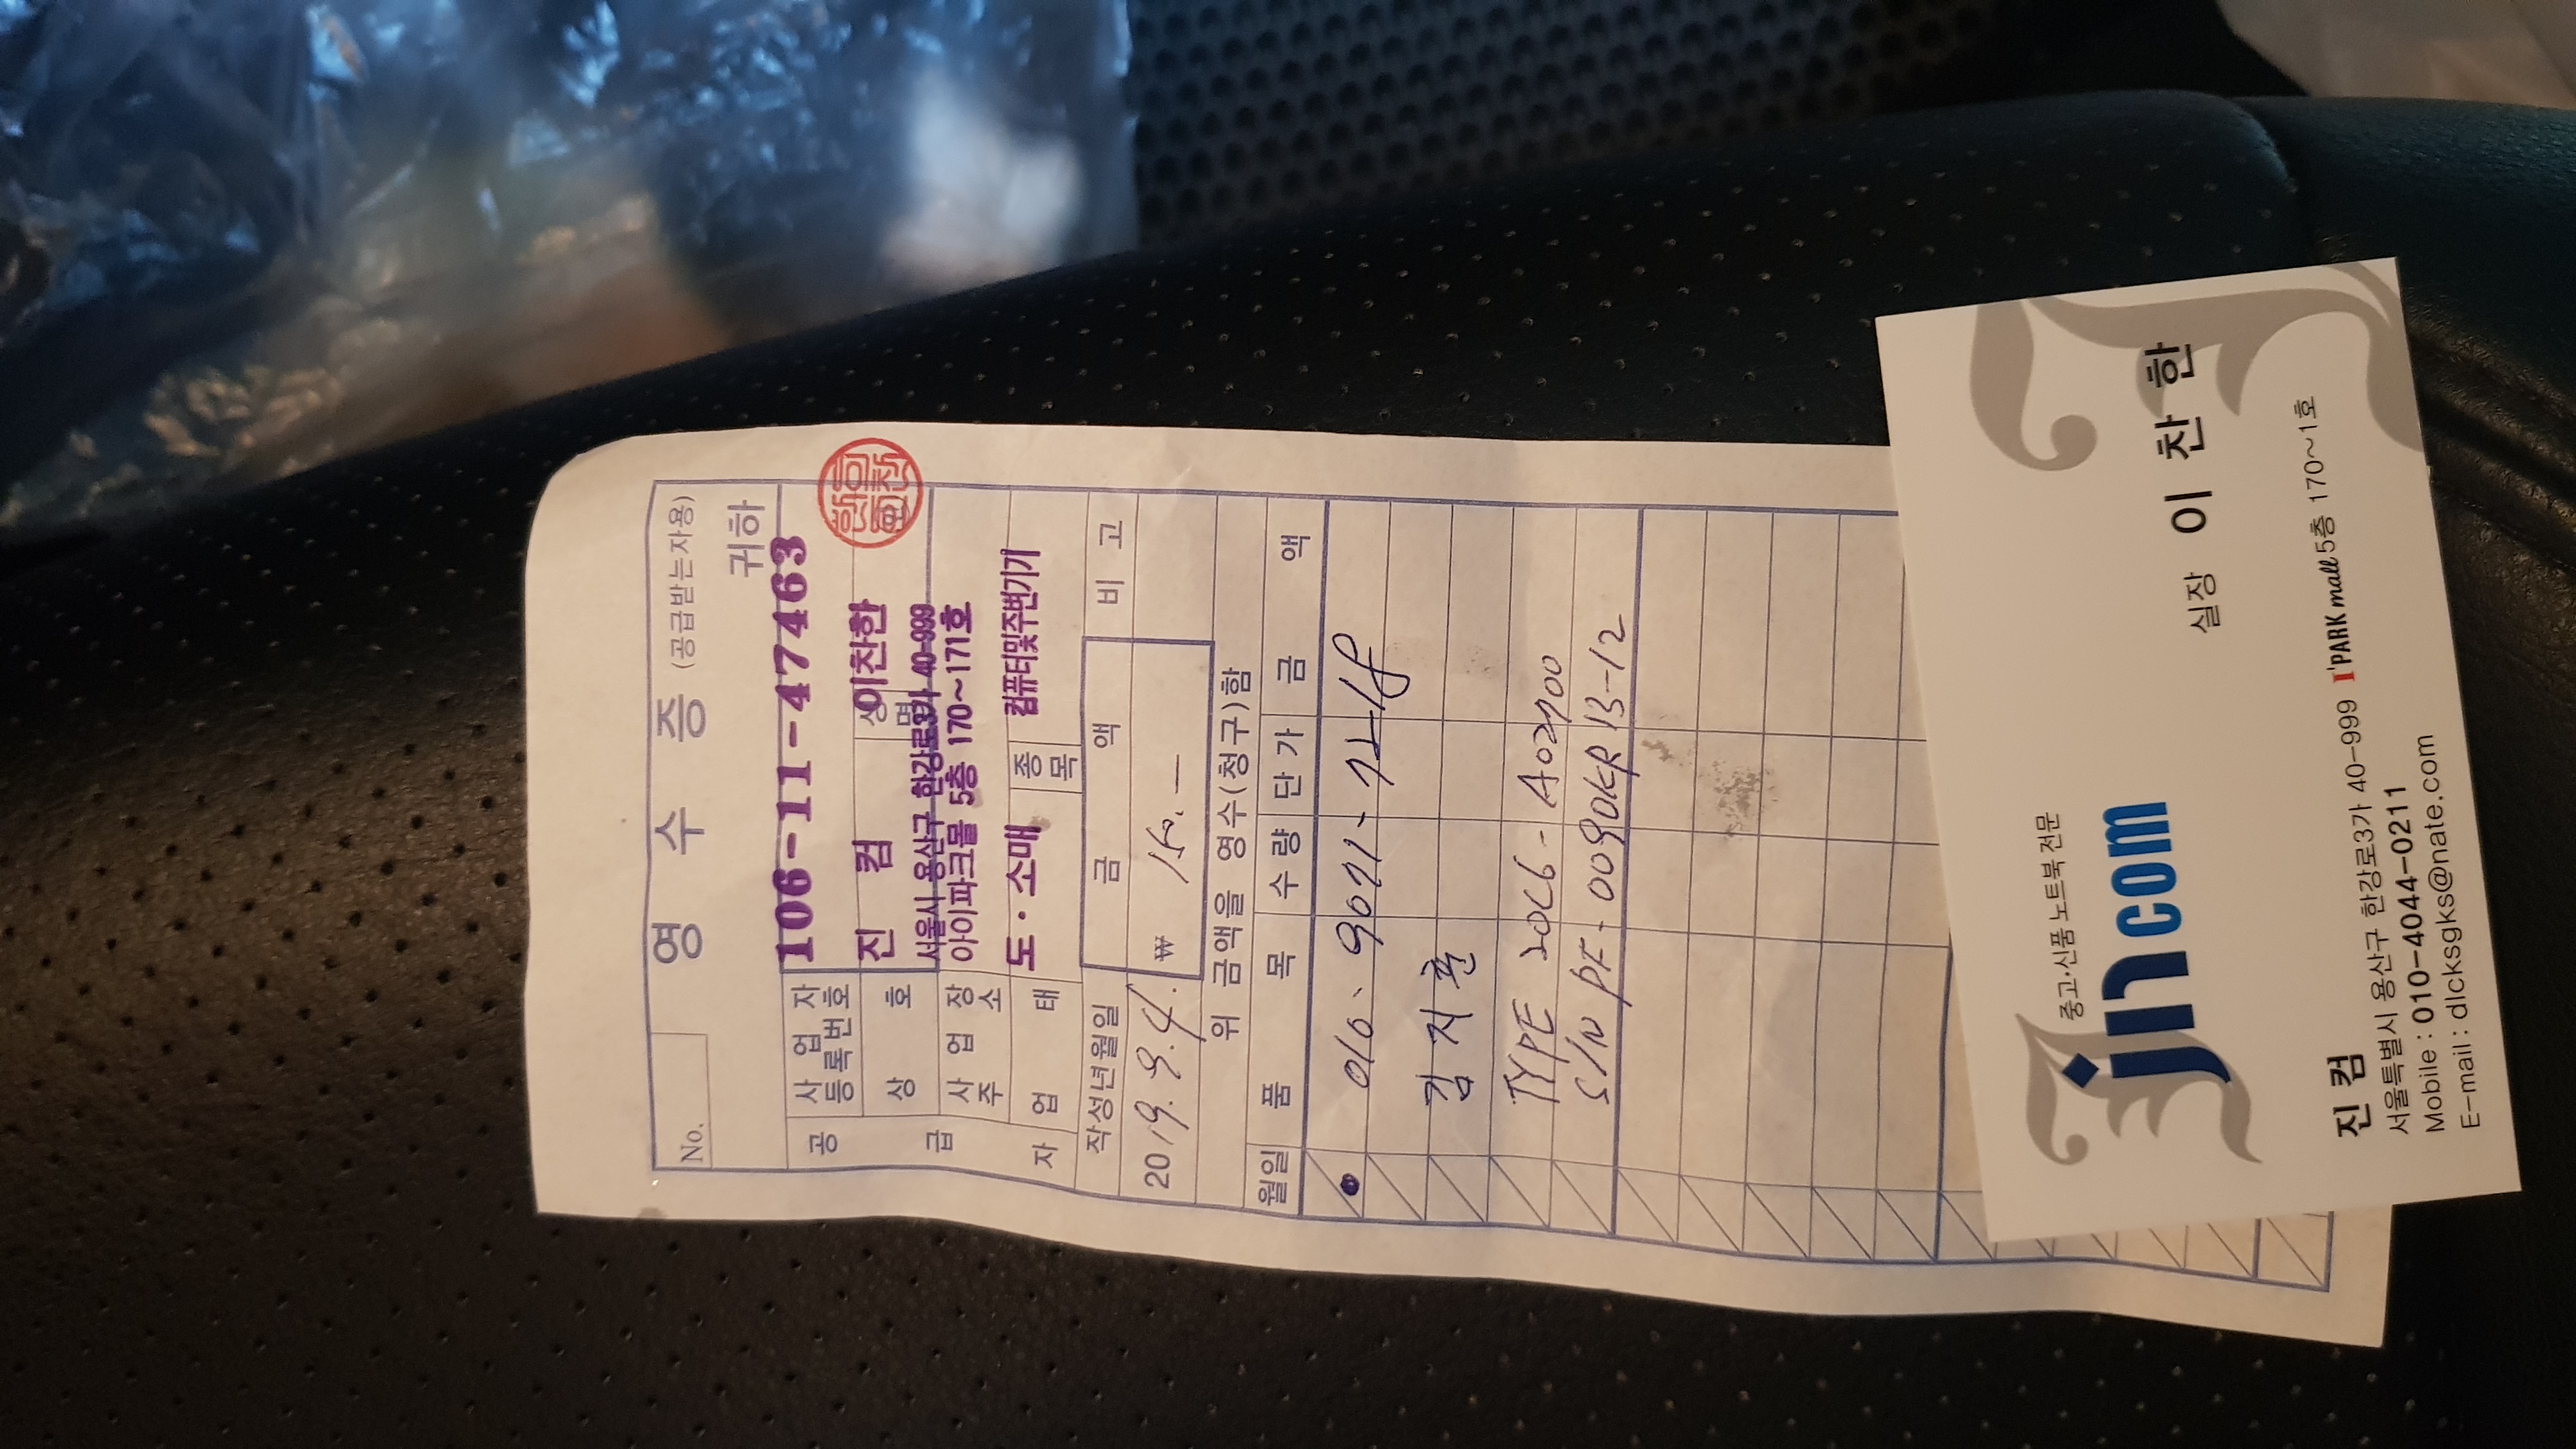 No.
영 수 증 (공급받는자용)
귀하
공 급 자
사업자 등록번호 106-11-47463
상 호 진 컴 성명 이찬한
사업장 주소 서울시 용산구 한강로3가 40-999
아이파크몰 5층 170~171호
업 태 도·소매 종목 컴퓨터및주변기기
작성년월일 금 액 비 고
2019. 9. 4. ₩ 150.—
위 금액을 영수(청구)함
월일 품 목 수량 단가 금 액
010-9071-7218
김지훈
TYPE 20C6-A02700
S/N PF-0090KR 13-12
중고·신품 노트북 전문
jn com
실장 이찬한
진 컴
서울특별시 용산구 한강로3가 40-999 I'PARK mall 5층 170~1호
Mobile : 010-4044-0211
E-mail : dlcksgks@nate.com